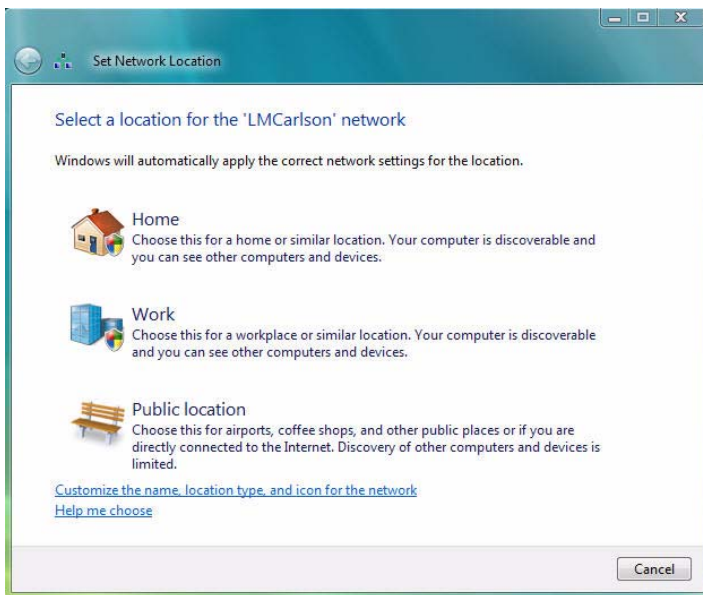 Set Network Location
Select a location for the 'LMCarlson' network
Windows will automatically apply the correct network settings for the location.
Home
Choose this for a home or similar location. Your computer is discoverable and
you can see other computers and devices.
Work
Choose this for a workplace or similar location. Your computer is discoverable
and you can see other computers and devices.
Public location
Choose this for airports, coffee shops, and other public places or if you are
directly connected to the Internet. Discovery of other computers and devices is
limited.
Customize the name, location type, and icon for the network
Help me choose
Cancel